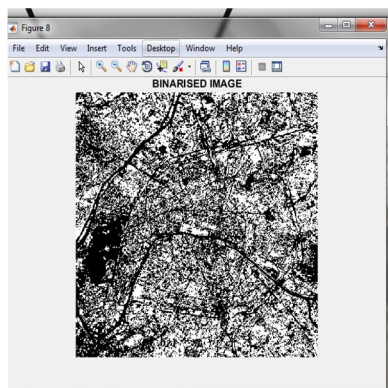 Figure 8
File Edit View Insert Tools Desktop Window Help
BINARISED IMAGE